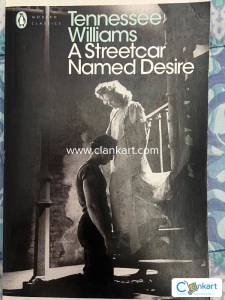 MODERN
CLASSICS
Tennessee
Williams
A Streetcar
Named Desire
www.clankart.com
Clankart